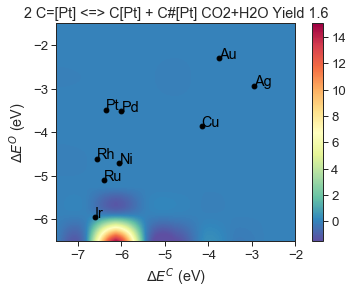 2 C=[Pt] <=> C[Pt] + C#[Pt] CO2+H2O Yield 1.6
−2
−3
−4
−5
−6
ΔE^O (eV)
Au
Ag
Pt
Pd
Cu
Rh
Ni
Ru
Ir
14
12
10
8
6
4
2
0
−7
−6
−5
−4
−3
−2
ΔE^C (eV)